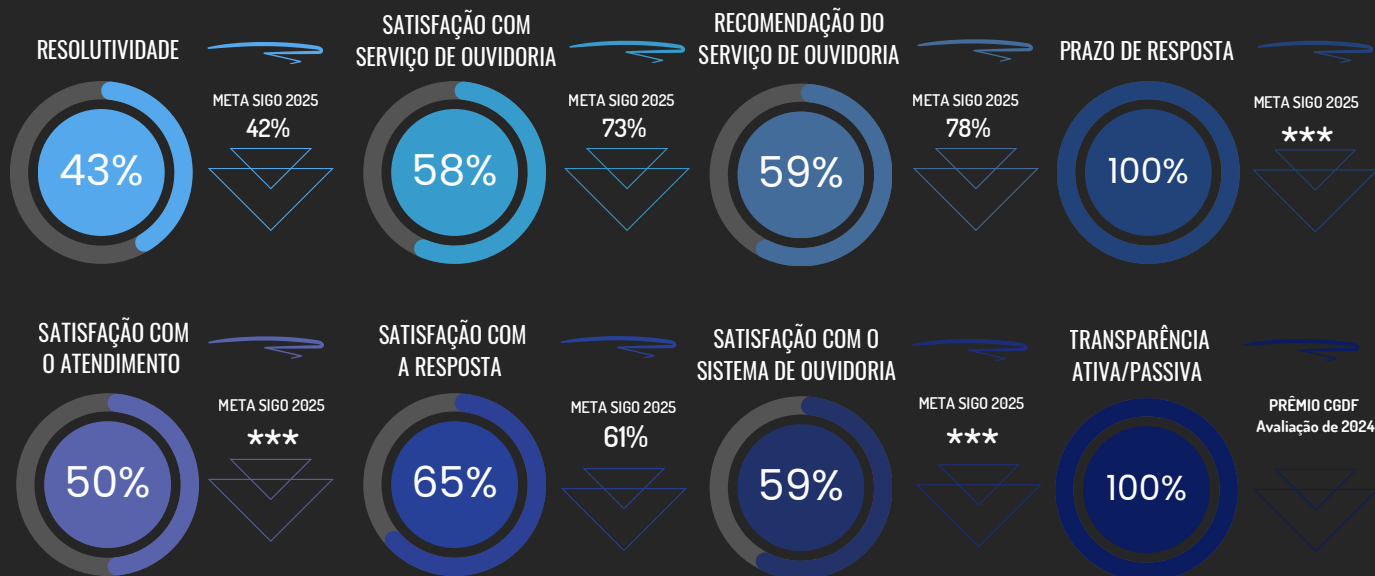 RESOLUTIVIDADE
META SIGO 2025
42%
43%
SATISFAÇÃO COM
SERVIÇO DE OUVIDORIA
META SIGO 2025
73%
58%
RECOMENDAÇÃO DO
SERVIÇO DE OUVIDORIA
META SIGO 2025
78%
59%
PRAZO DE RESPOSTA
META SIGO 2025
***
100%
SATISFAÇÃO COM
O ATENDIMENTO
META SIGO 2025
***
50%
SATISFAÇÃO COM
A RESPOSTA
META SIGO 2025
61%
65%
SATISFAÇÃO COM O
SISTEMA DE OUVIDORIA
META SIGO 2025
***
59%
TRANSPARÊNCIA
ATIVA/PASSIVA
PRÊMIO CGDF
Avaliação de 2024
100%